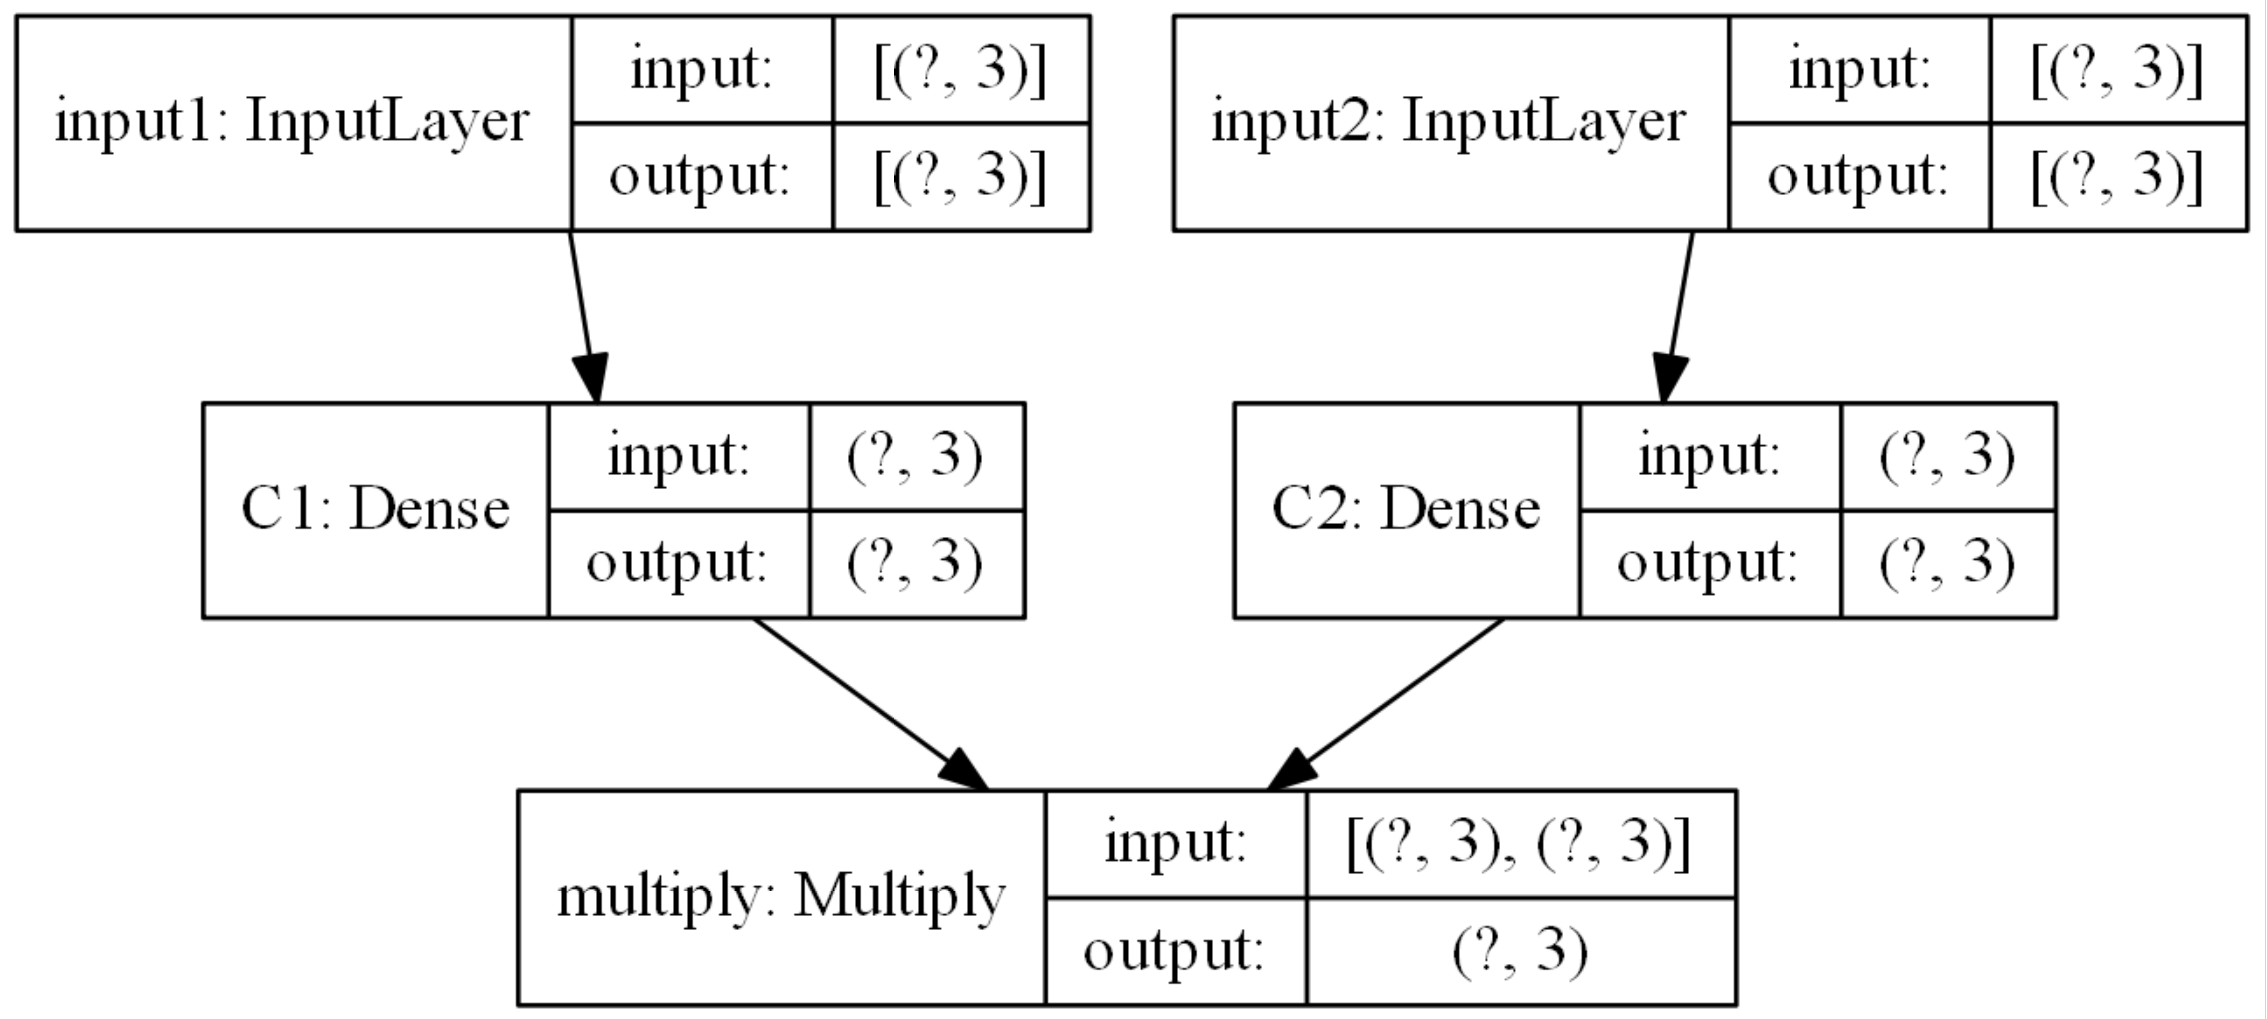 input1: InputLayer
input: [(?, 3)]
output: [(?, 3)]
input2: InputLayer
input: [(?, 3)]
output: [(?, 3)]
C1: Dense
input: (?, 3)
output: (?, 3)
C2: Dense
input: (?, 3)
output: (?, 3)
multiply: Multiply
input: [(?, 3), (?, 3)]
output: (?, 3)